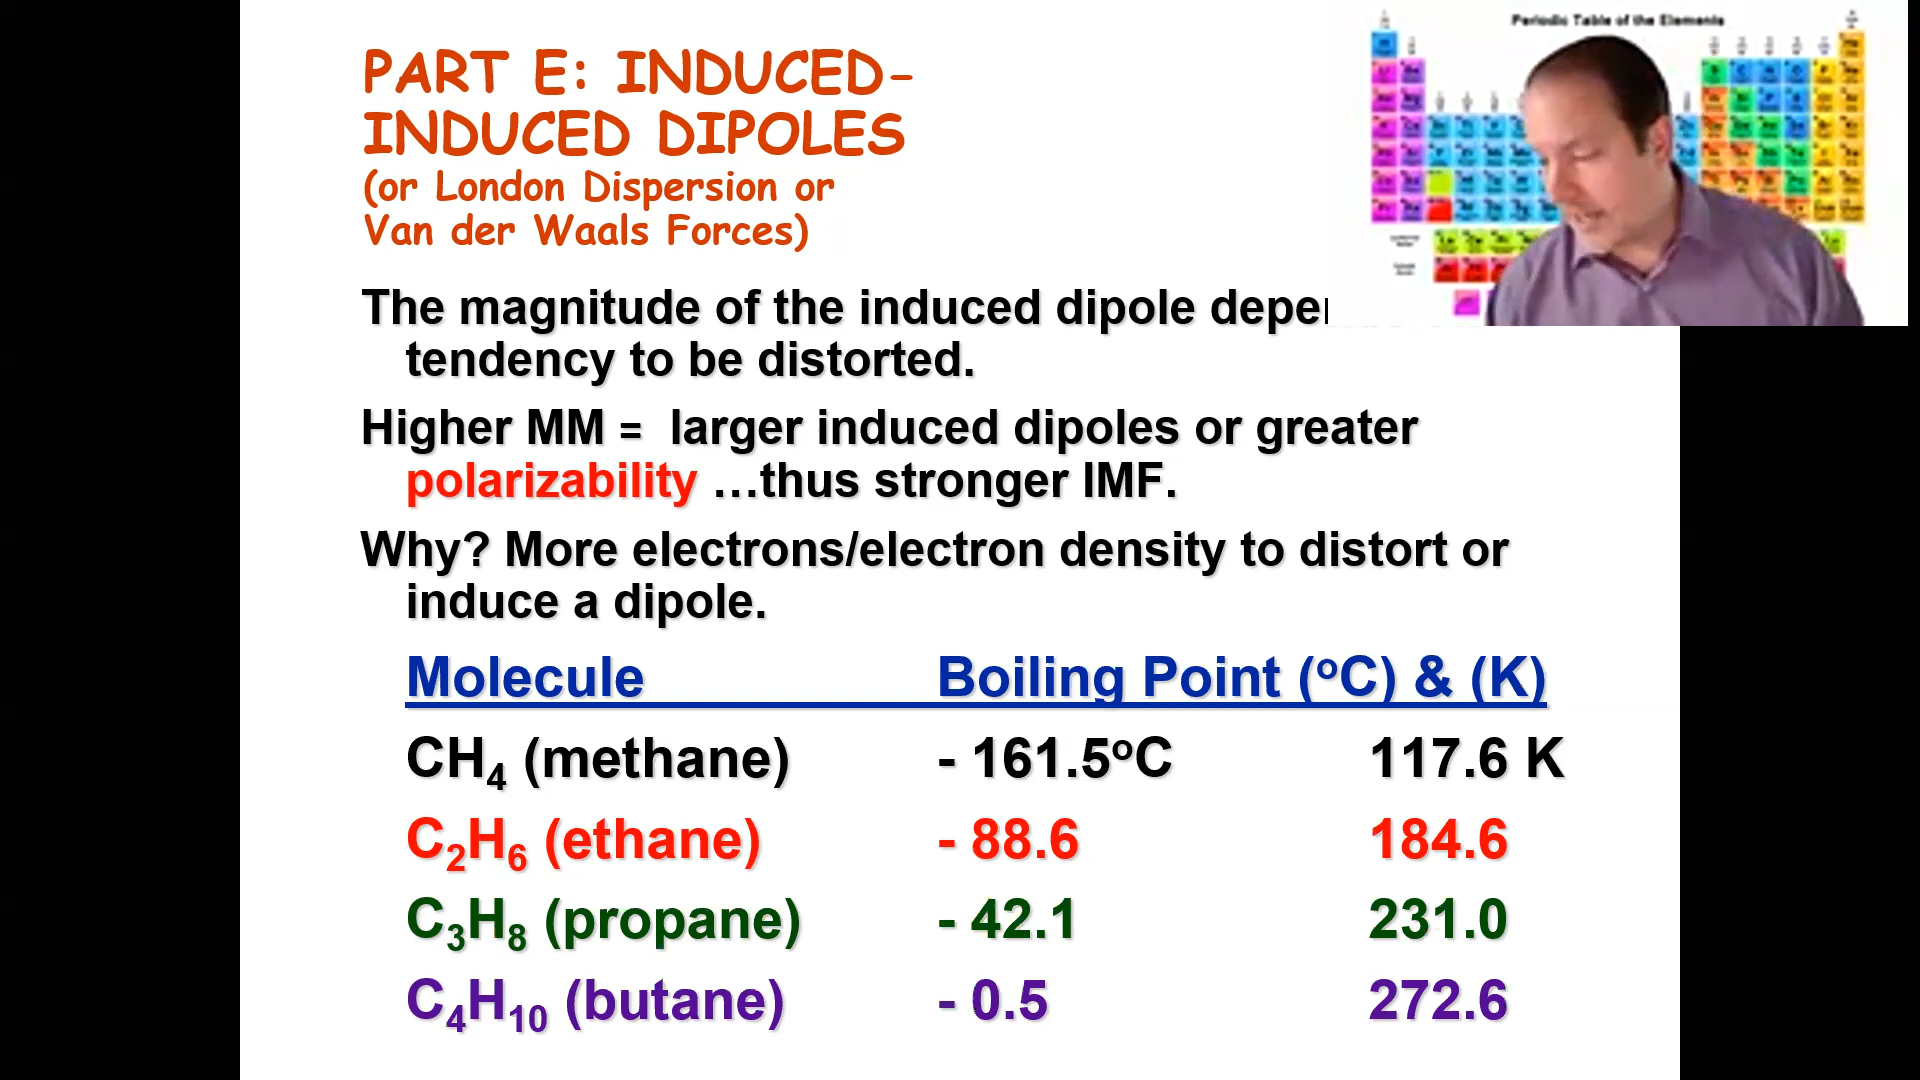 PART E: INDUCED-
INDUCED DIPOLES
(or London Dispersion or
Van der Waals Forces)
Periodic Table of the Elements
The magnitude of the induced dipole
tendency to be distorted.
Higher MM = larger induced dipoles or greater
polarizability …thus stronger IMF.
Why? More electrons/electron density to distort or
induce a dipole.
Molecule Boiling Point (ºC) & (K)
CH₄ (methane) - 161.5ºC 117.6 K
C₂H₆ (ethane) - 88.6 184.6
C₃H₈ (propane) - 42.1 231.0
C₄H₁₀ (butane) - 0.5 272.6